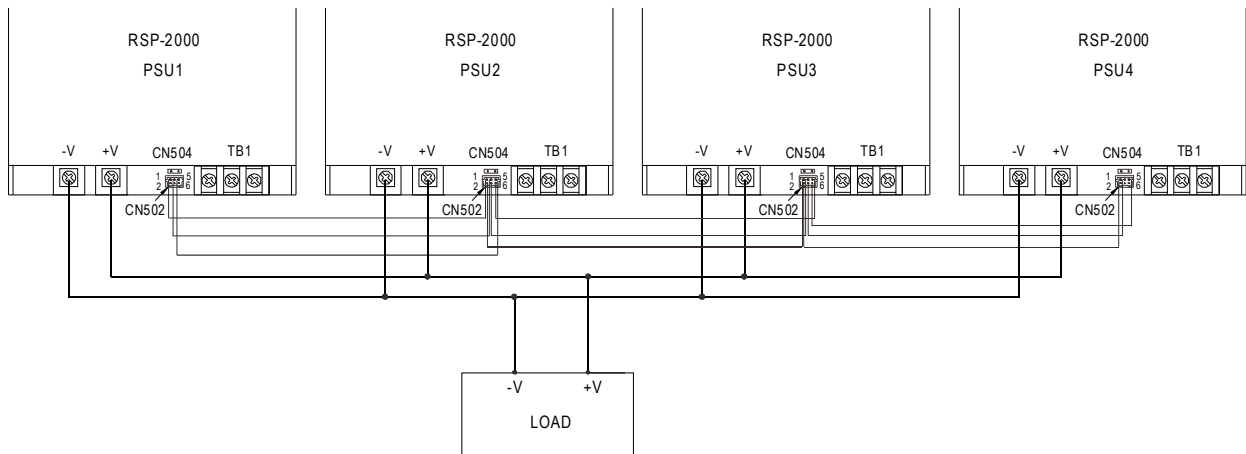 RSP-2000 RSP-2000 RSP-2000 RSP-2000
PSU1 PSU2 PSU3 PSU4
-V +V CN504 TB1 -V +V CN504 TB1 -V +V CN504 TB1 -V +V CN504 TB1
1 5 1 5 1 5 1 5
2 6 2 6 2 6 2 6
CN502 CN502 CN502 CN502
-V +V
LOAD